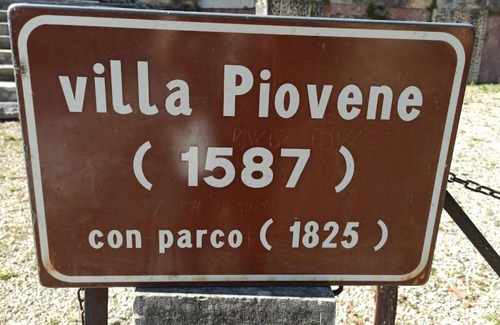 villa Piovene
( 1587 )
con parco ( 1825 )